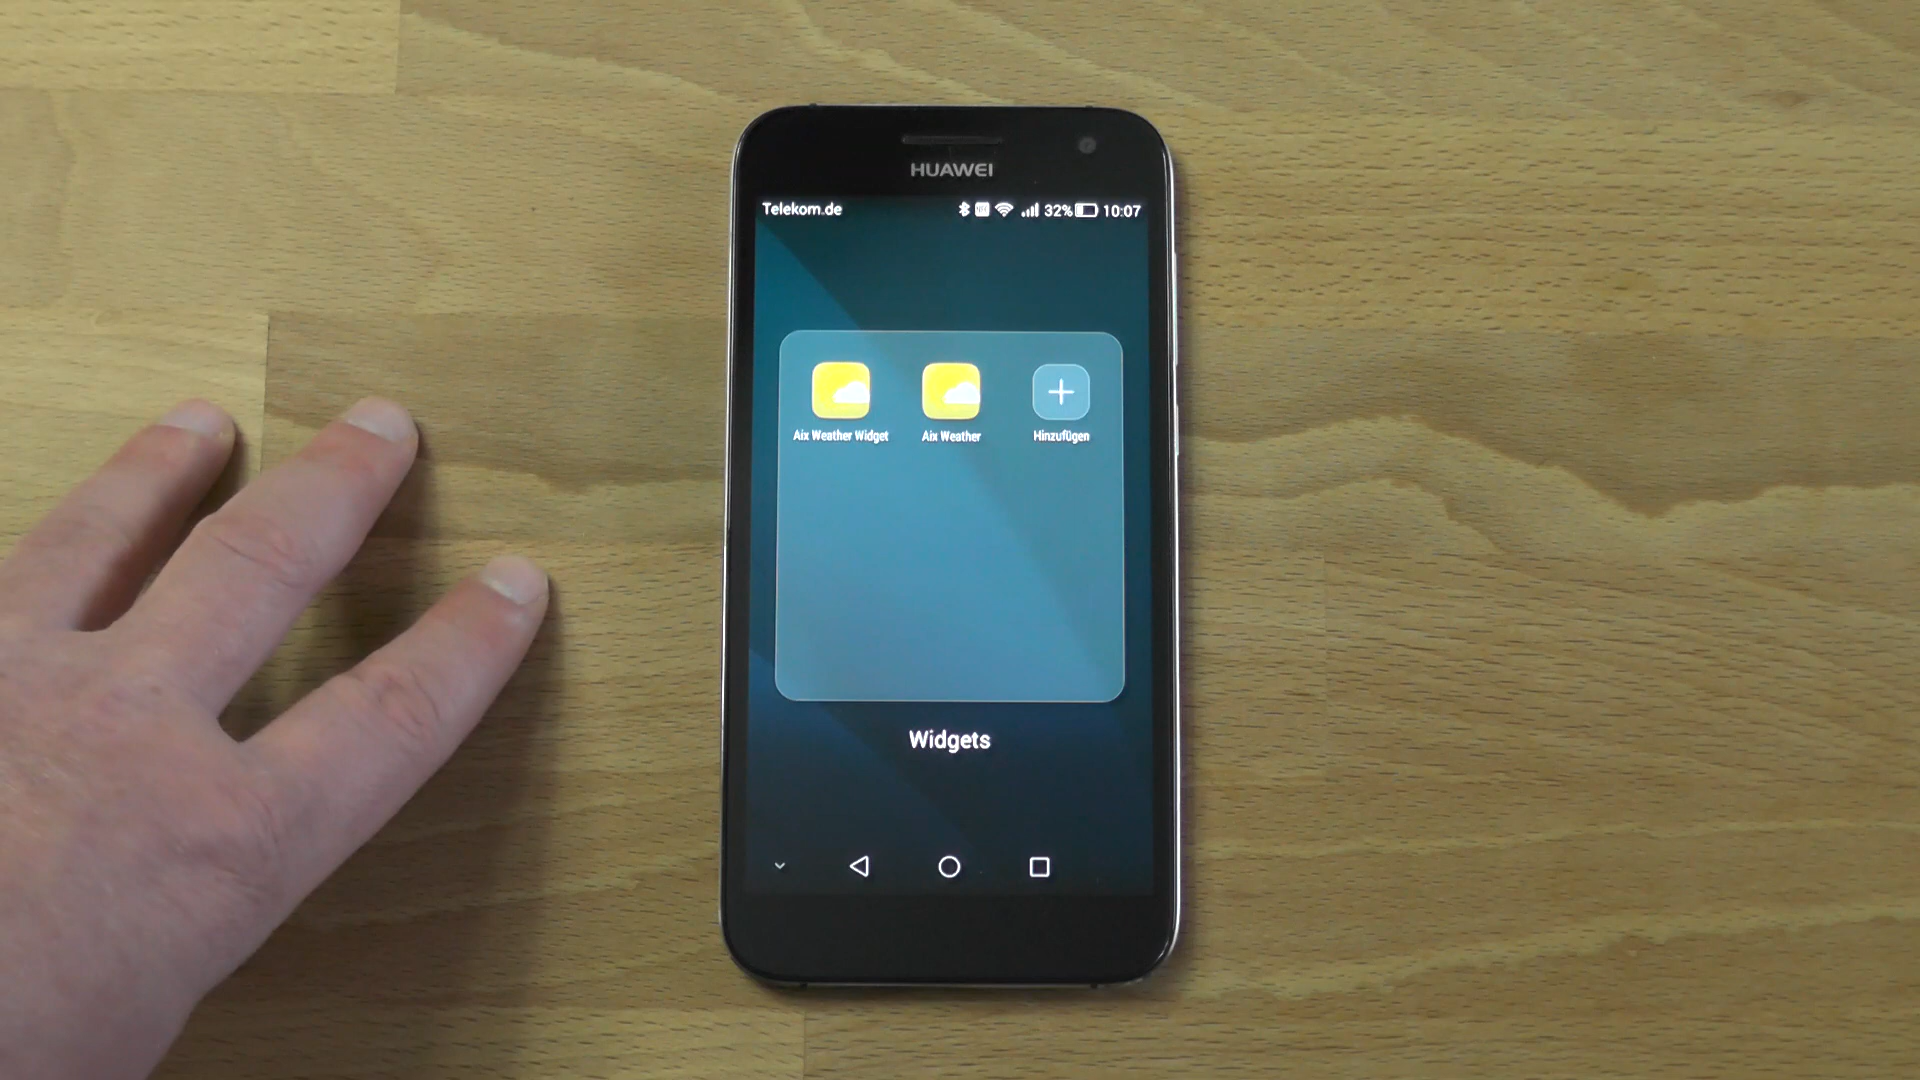 HUAWEI
Telekom.de 32% 10:07
Aix Weather Widget Aix Weather Hinzufügen
Widgets